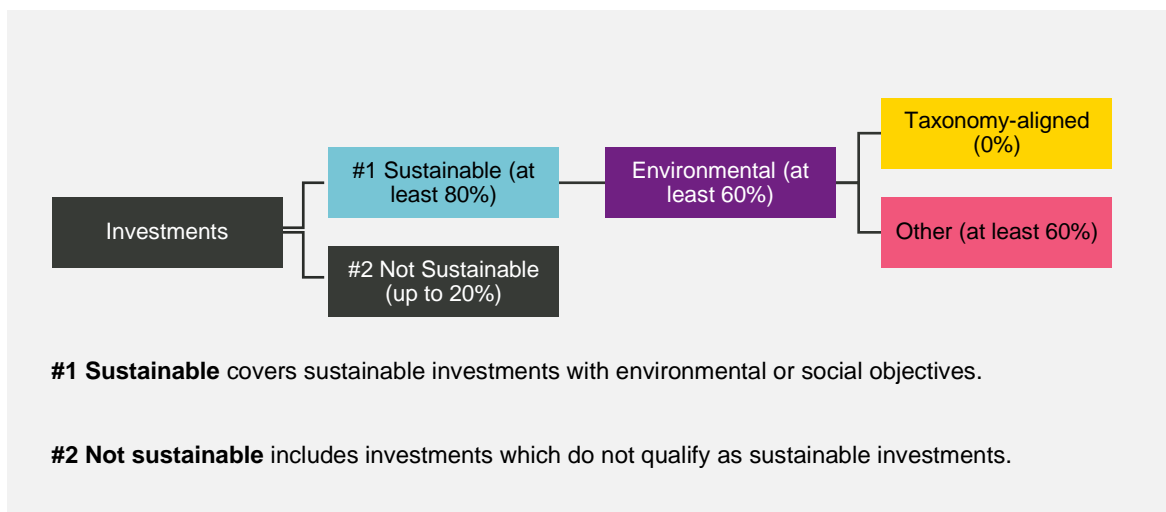 Taxonomy-aligned
(0%)
#1 Sustainable (at
least 80%)
Environmental (at
least 60%)
Investments
Other (at least 60%)
#2 Not Sustainable
(up to 20%)
#1 Sustainable covers sustainable investments with environmental or social objectives.
#2 Not sustainable includes investments which do not qualify as sustainable investments.